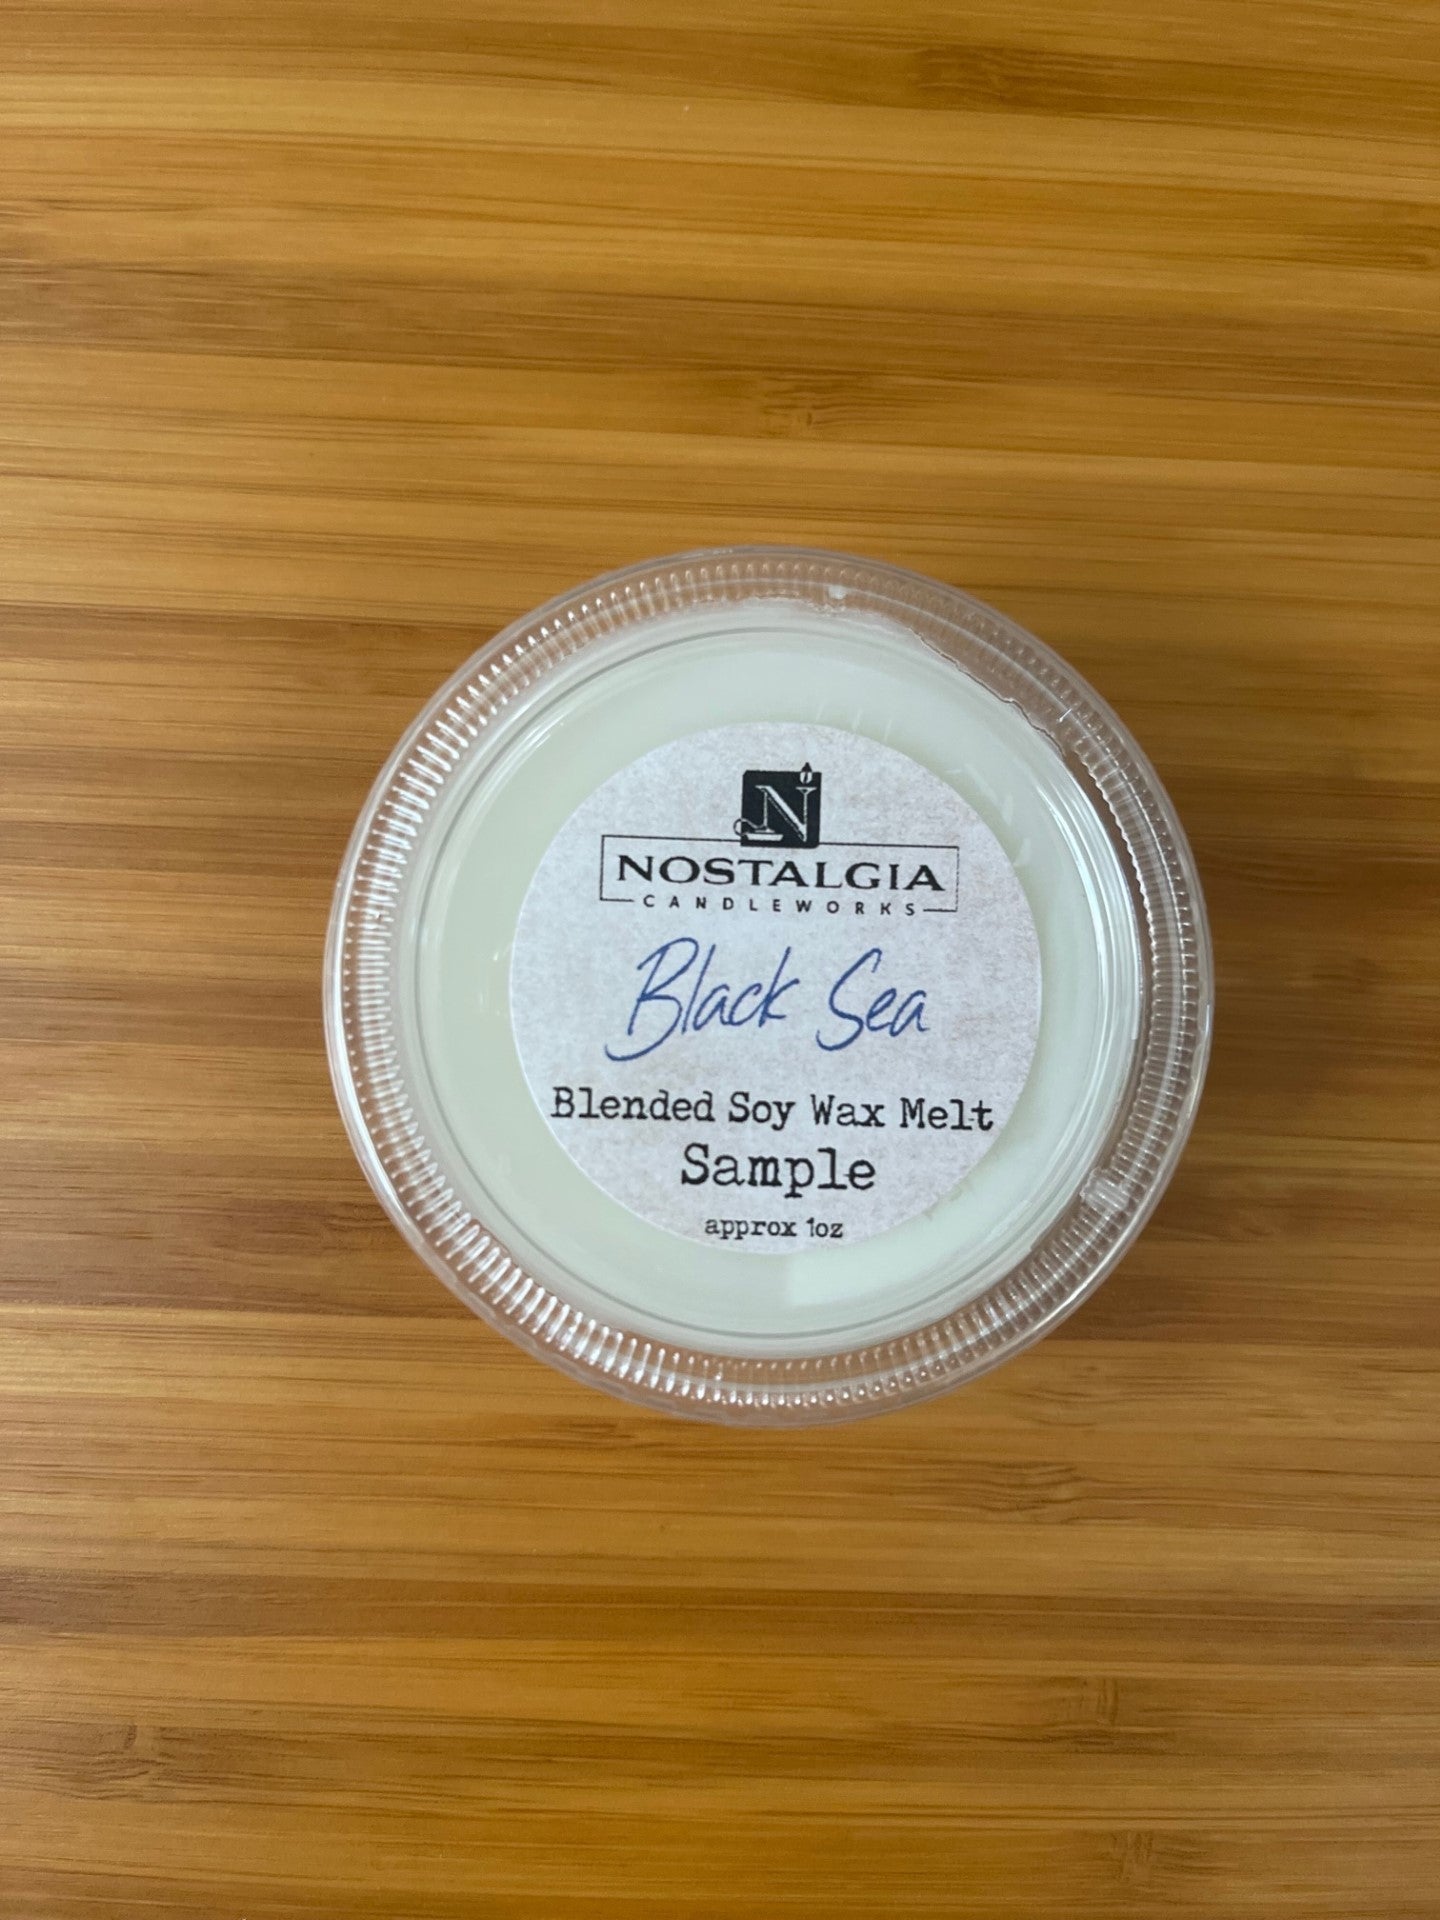 N
NOSTALGIA
CANDLEWORKS
Black Sea
Blended Soy Wax Melt
Sample
approx 1oz